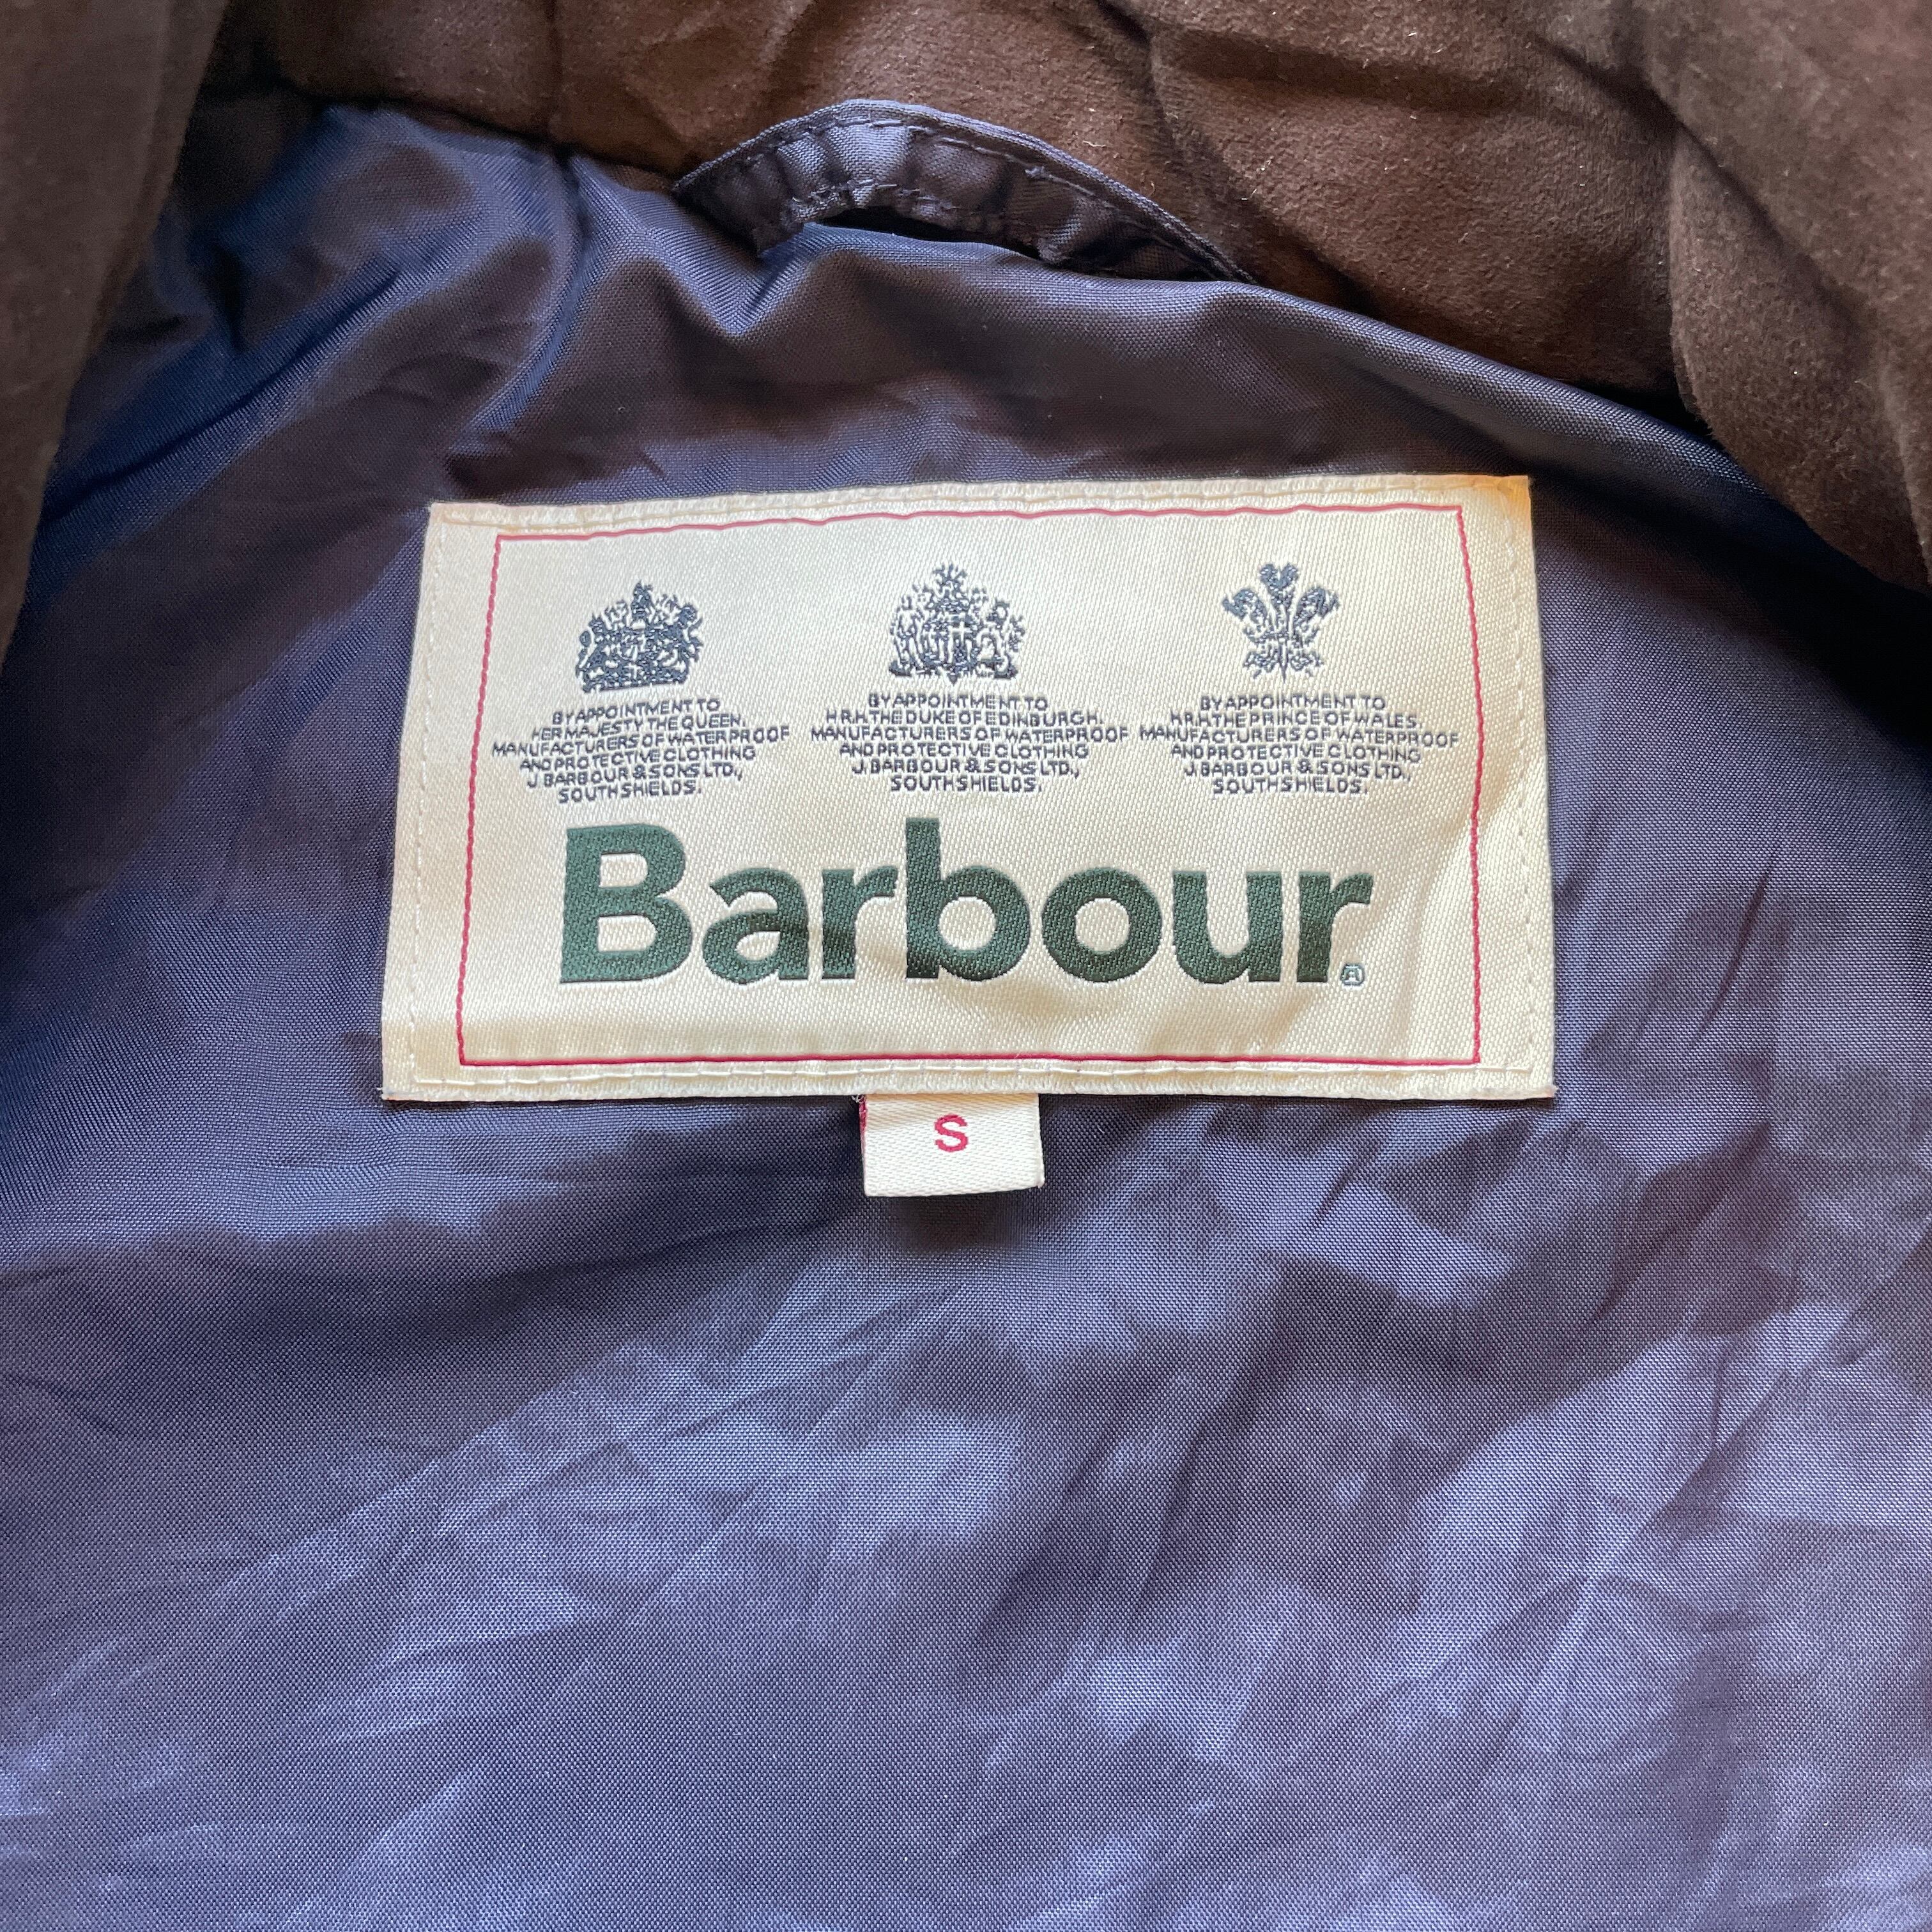 BY APPOINTMENT TO
HER MAJESTY THE QUEEN,
MANUFACTURERS OF WATERPROOF
AND PROTECTIVE CLOTHING
J. BARBOUR & SONS LTD.,
SOUTH SHIELDS.
BY APPOINTMENT TO
H.R.H. THE DUKE OF EDINBURGH,
MANUFACTURERS OF WATERPROOF
AND PROTECTIVE CLOTHING
J. BARBOUR & SONS LTD.,
SOUTH SHIELDS.
BY APPOINTMENT TO
H.R.H. THE PRINCE OF WALES,
MANUFACTURERS OF WATERPROOF
AND PROTECTIVE CLOTHING
J. BARBOUR & SONS LTD.,
SOUTH SHIELDS.
Barbour®
S